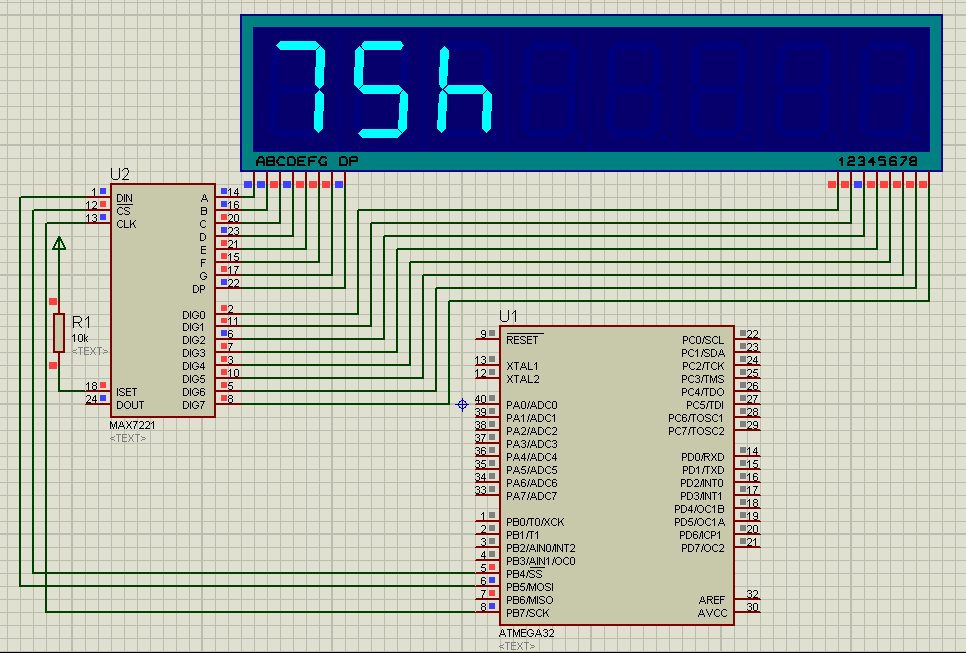 75h
ABCDEFG DP
12345678
U2
1 DIN
12 CS
13 CLK
A 14
B 16
C 20
D 23
E 21
F 15
G 17
DP 22
DIG0 2
DIG1 11
DIG2 6
DIG3 7
DIG4 3
DIG5 10
DIG6 5
DIG7 8
18 ISET
24 DOUT
MAX7221
<TEXT>
R1
10k
<TEXT>
U1
9 RESET
13 XTAL1
12 XTAL2
40 PA0/ADC0
39 PA1/ADC1
38 PA2/ADC2
37 PA3/ADC3
36 PA4/ADC4
35 PA5/ADC5
34 PA6/ADC6
33 PA7/ADC7
1 PB0/T0/XCK
2 PB1/T1
3 PB2/AIN0/INT2
4 PB3/AIN1/OC0
5 PB4/SS
6 PB5/MOSI
7 PB6/MISO
8 PB7/SCK
PC0/SCL 22
PC1/SDA 23
PC2/TCK 24
PC3/TMS 25
PC4/TDO 26
PC5/TDI 27
PC6/TOSC1 28
PC7/TOSC2 29
PD0/RXD 14
PD1/TXD 15
PD2/INT0 16
PD3/INT1 17
PD4/OC1B 18
PD5/OC1A 19
PD6/ICP1 20
PD7/OC2 21
AREF 32
AVCC 30
ATMEGA32
<TEXT>